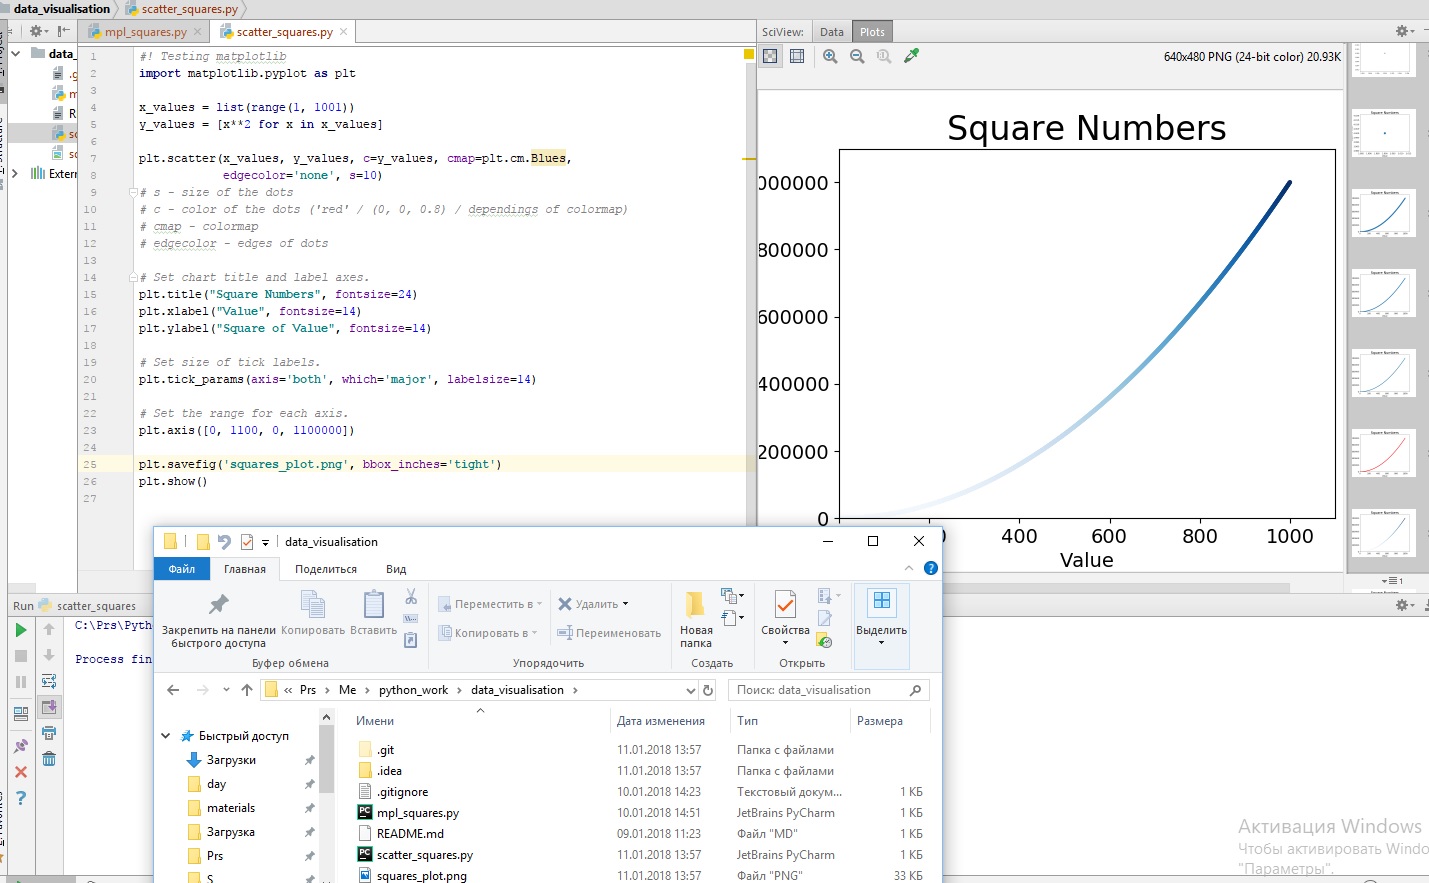 data_visualisation scatter_squares.py
mpl_squares.py scatter_squares.py
SciView: Data Plots
640x480 PNG (24-bit color) 20.93K
data_
.g
m
R
sc
sc
Extern
1 #! Testing matplotlib
2 import matplotlib.pyplot as plt
3
4 x_values = list(range(1, 1001))
5 y_values = [x**2 for x in x_values]
6
7 plt.scatter(x_values, y_values, c=y_values, cmap=plt.cm.Blues,
8 edgecolor='none', s=10)
9 # s - size of the dots
10 # c - color of the dots ('red' / (0, 0, 0.8) / dependings of colormap)
11 # cmap - colormap
12 # edgecolor - edges of dots
13
14 # Set chart title and label axes.
15 plt.title("Square Numbers", fontsize=24)
16 plt.xlabel("Value", fontsize=14)
17 plt.ylabel("Square of Value", fontsize=14)
18
19 # Set size of tick labels.
20 plt.tick_params(axis='both', which='major', labelsize=14)
21
22 # Set the range for each axis.
23 plt.axis([0, 1100, 0, 1100000])
24
25 plt.savefig('squares_plot.png', bbox_inches='tight')
26 plt.show()
27
Square Numbers
000000
800000
600000
400000
200000
0
0 400 600 800 1000
Value
1
Run scatter_squares
C:\Prs\Pyth
Process fin
data_visualisation
Файл Главная Поделиться Вид
Закрепить на панели быстрого доступа
Копировать
Вставить
Переместить в
Копировать в
Удалить
Переименовать
Новая папка
Свойства
Выделить
Буфер обмена Упорядочить Создать Открыть
« Prs Me python_work data_visualisation
Поиск: data_visualisation
Быстрый доступ
Загрузки
day
materials
Загрузка
Prs
S
Имени Дата изменения Тип Размера
.git 11.01.2018 13:57 Папка с файлами
.idea 11.01.2018 13:57 Папка с файлами
.gitignore 10.01.2018 14:23 Текстовый докум... 1 КБ
mpl_squares.py 10.01.2018 14:51 JetBrains PyCharm 1 КБ
README.md 09.01.2018 11:23 Файл "MD" 1 КБ
scatter_squares.py 11.01.2018 13:57 JetBrains PyCharm 1 КБ
squares_plot.png 11.01.2018 13:57 Файл "PNG" 33 КБ
Активация Windows
Чтобы активировать Windo
"Параметры".